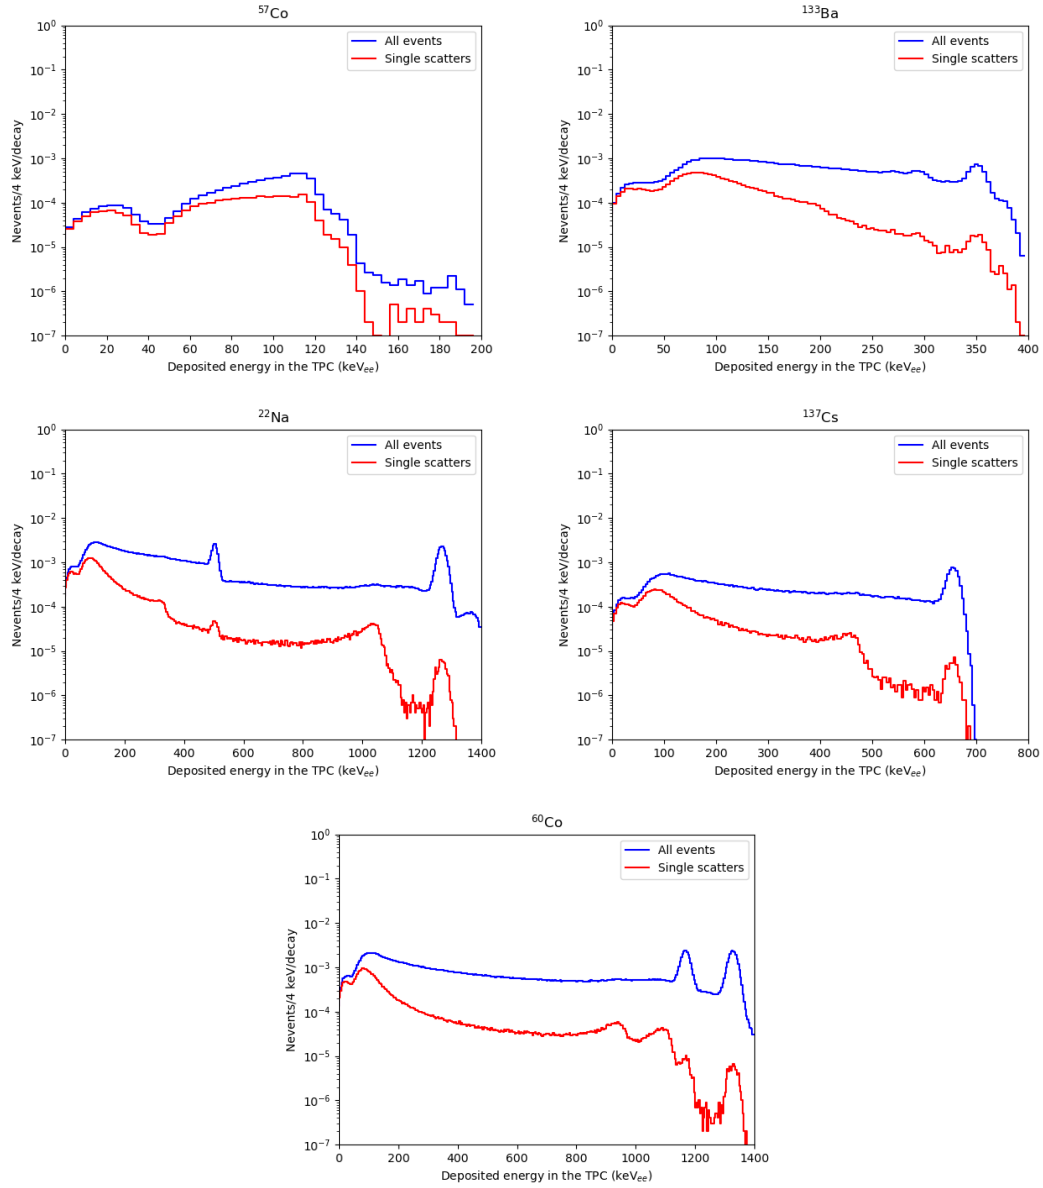 ⁵⁷Co
10⁰
10⁻¹
10⁻²
10⁻³
10⁻⁴
10⁻⁵
10⁻⁶
10⁻⁷
Nevents/4 keV/decay
All events
Single scatters
0 20 40 60 80 100 120 140 160 180 200
Deposited energy in the TPC (keVₑₑ)
¹³³Ba
10⁰
10⁻¹
10⁻²
10⁻³
10⁻⁴
10⁻⁵
10⁻⁶
10⁻⁷
Nevents/4 keV/decay
All events
Single scatters
0 50 100 150 200 250 300 350 400
Deposited energy in the TPC (keVₑₑ)
²²Na
10⁰
10⁻¹
10⁻²
10⁻³
10⁻⁴
10⁻⁵
10⁻⁶
10⁻⁷
Nevents/4 keV/decay
All events
Single scatters
0 200 400 600 800 1000 1200 1400
Deposited energy in the TPC (keVₑₑ)
¹³⁷Cs
10⁰
10⁻¹
10⁻²
10⁻³
10⁻⁴
10⁻⁵
10⁻⁶
10⁻⁷
Nevents/4 keV/decay
All events
Single scatters
0 100 200 300 400 500 600 700 800
Deposited energy in the TPC (keVₑₑ)
⁶⁰Co
10⁰
10⁻¹
10⁻²
10⁻³
10⁻⁴
10⁻⁵
10⁻⁶
10⁻⁷
Nevents/4 keV/decay
All events
Single scatters
0 200 400 600 800 1000 1200 1400
Deposited energy in the TPC (keVₑₑ)